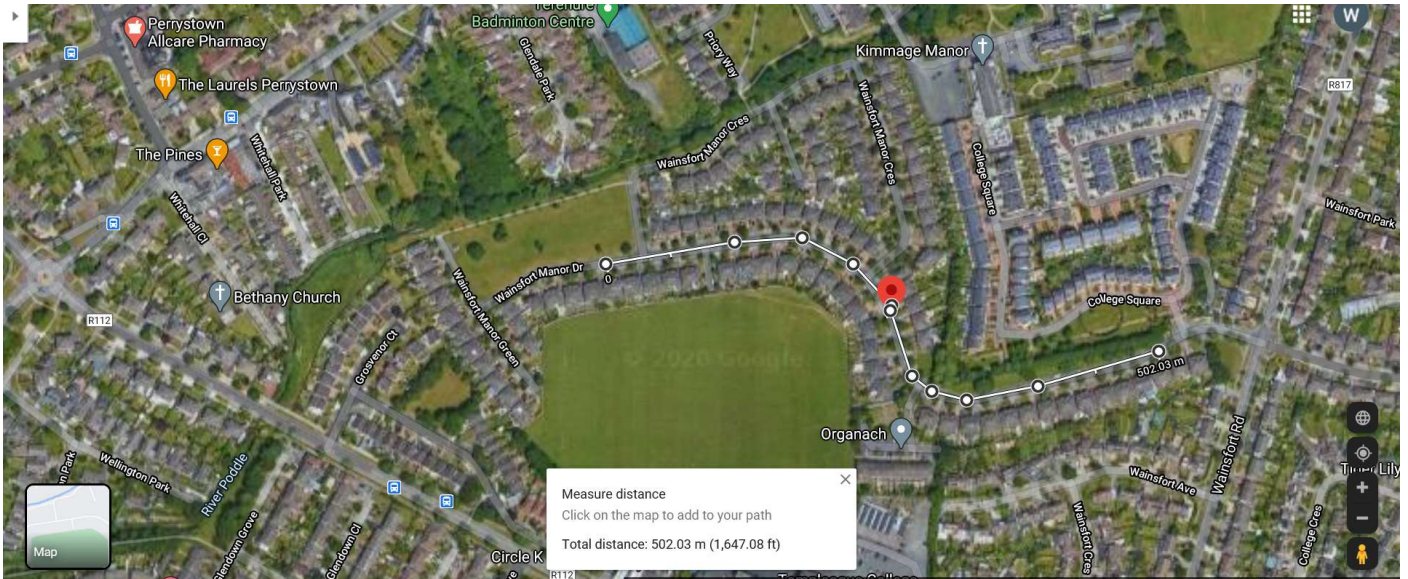 Perrystown
Allcare Pharmacy
Terenure
Badminton Centre
Kimmage Manor
W
The Laurels Perrystown
Glendale Park
Priory Way
R817
The Pines
Whitehall Park
Wainsfort Manor Cres
Wainsfort Manor Cres
College Square
Whitehall Cl
Wainsfort Park
Wainsfort Manor Dr
0
Bethany Church
Wainsfort Manor Green
College Square
R112
Grosvenor Ct
502.03 m
Organach
Wainsfort Rd
Wellington Park
River Poddle
Wainsfort Ave
Measure distance
Click on the map to add to your path
Total distance: 502.03 m (1,647.08 ft)
Map
Glendown Grove
Glendown Cl
Circle K
R112
Wainsfort Cres
College Cres